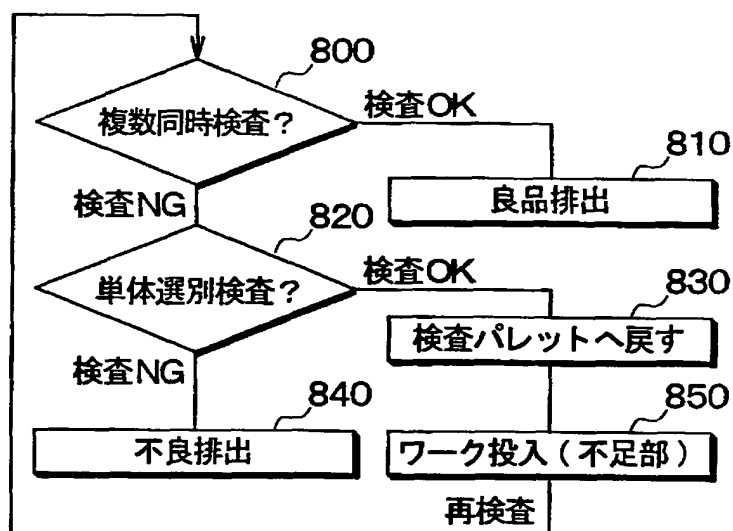 800
複数同時検査?
検査OK
810
良品排出
検査NG
820
単体選別検査?
検査OK
830
検査パレットへ戻す
検査NG
840
不良排出
850
ワーク投入(不足部)
再検査